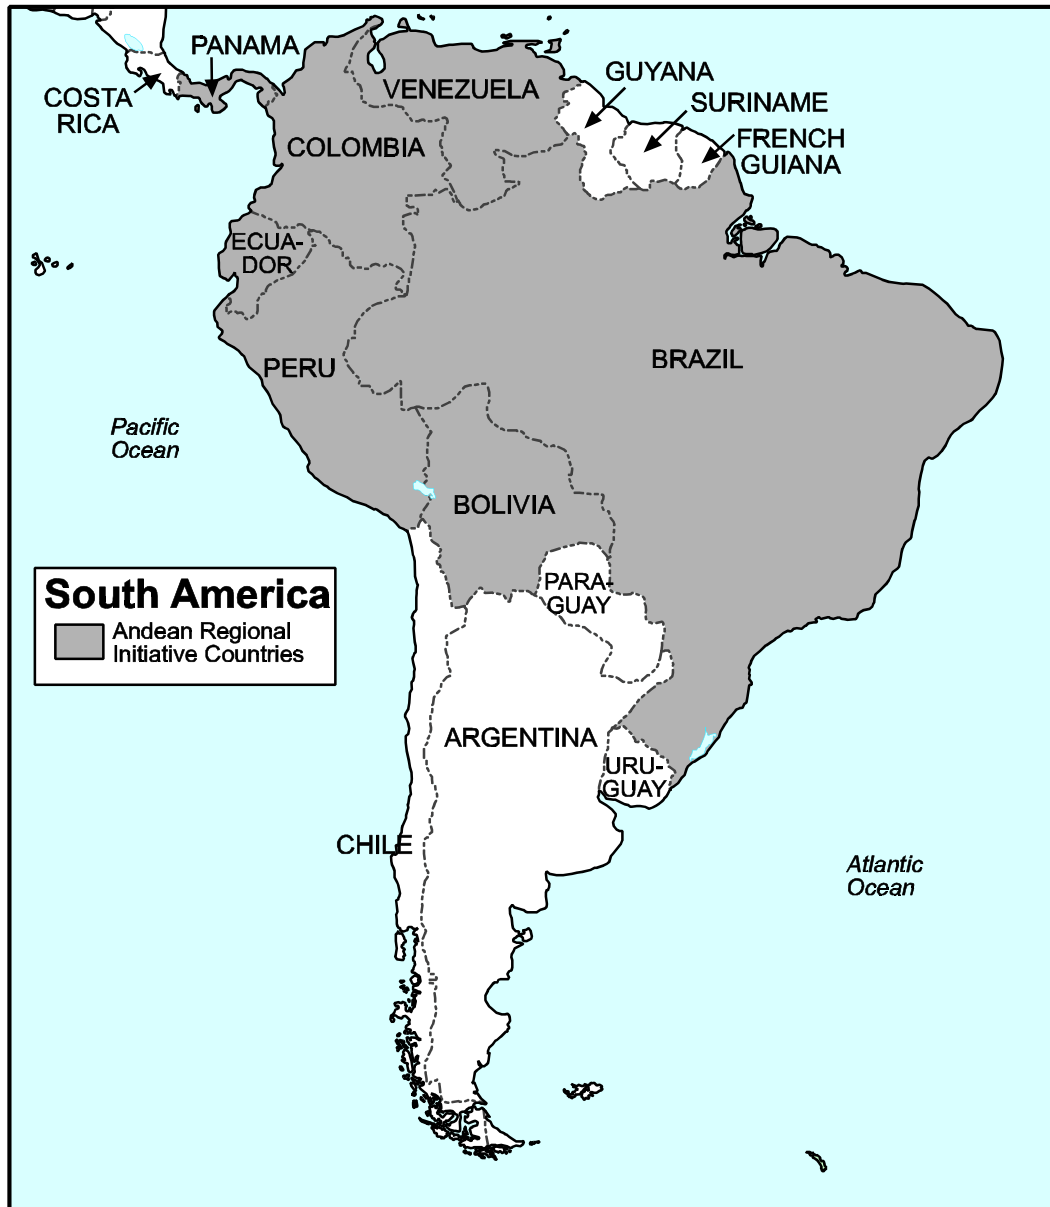 PANAMA
COSTA
RICA
VENEZUELA
GUYANA
SURINAME
FRENCH
GUIANA
COLOMBIA
ECUA-
DOR
PERU
BRAZIL
Pacific
Ocean
BOLIVIA
PARA-
GUAY
South America
Andean Regional
Initiative Countries
ARGENTINA
URU-
GUAY
CHILE
Atlantic
Ocean